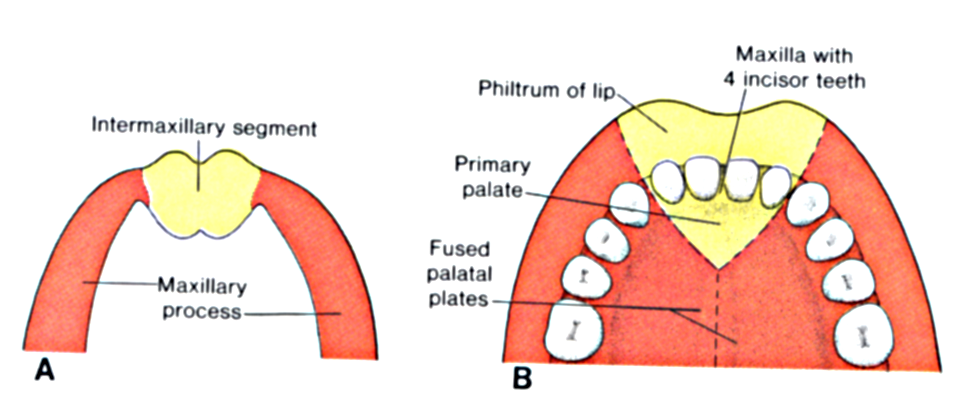 Intermaxillary segment
Maxillary
process
A
Maxilla with
4 incisor teeth
Philtrum of lip
Primary
palate
Fused
palatal
plates
B